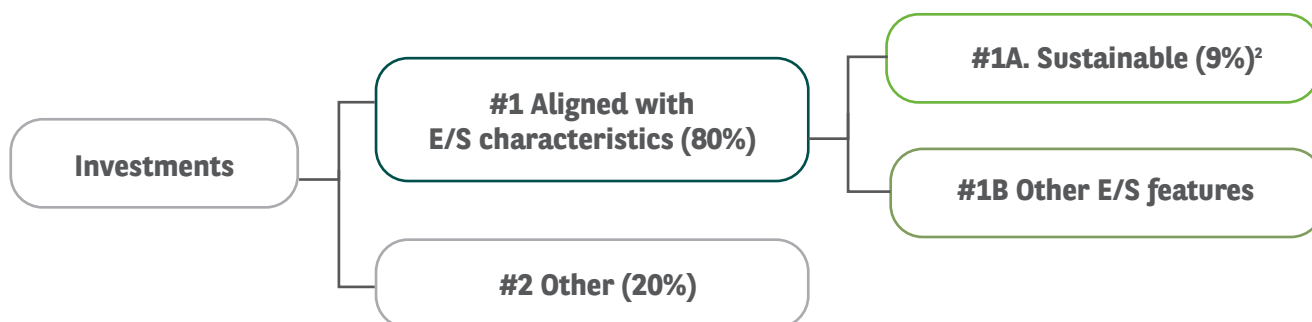 #1A. Sustainable (9%)²
#1 Aligned with
E/S characteristics (80%)
Investments
#1B Other E/S features
#2 Other (20%)